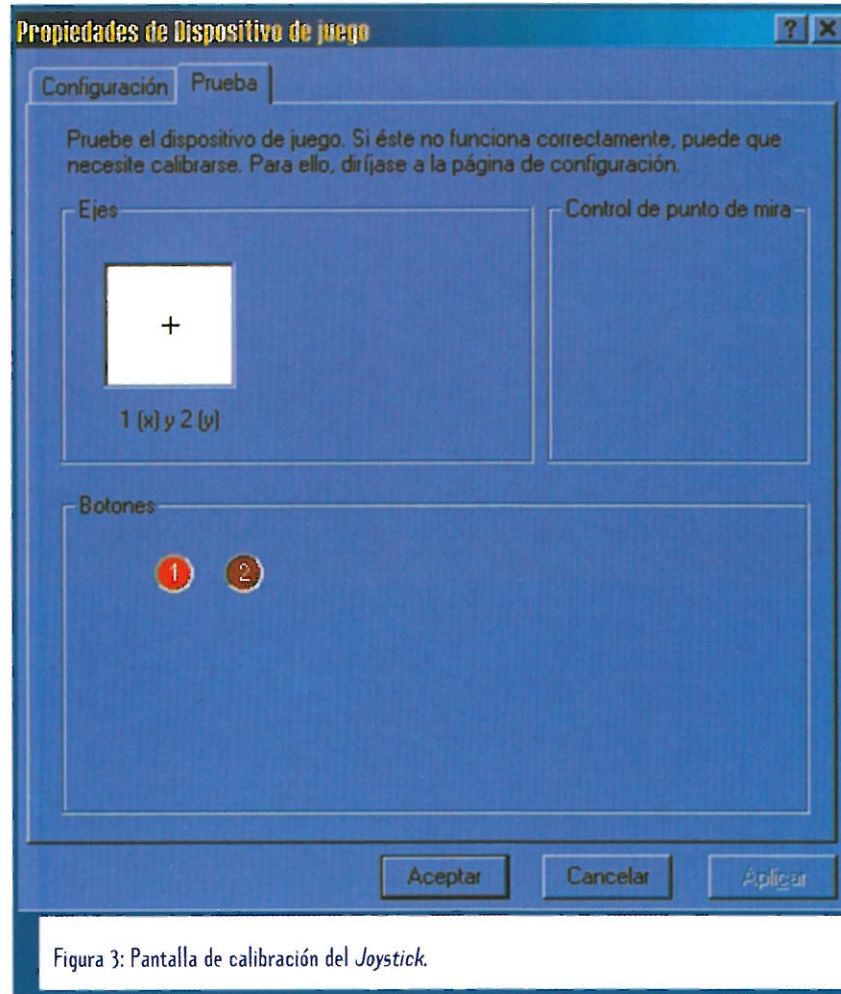 Propiedades de Dispositivo de juego
Configuración
Prueba
Pruebe el dispositivo de juego. Si éste no funciona correctamente, puede que
necesite calibrarse. Para ello, diríjase a la página de configuración.
Ejes
Control de punto de mira
1 (x) y 2 (y)
Botones
1 2
Aceptar
Cancelar
Aplicar
Figura 3: Pantalla de calibración del Joystick.